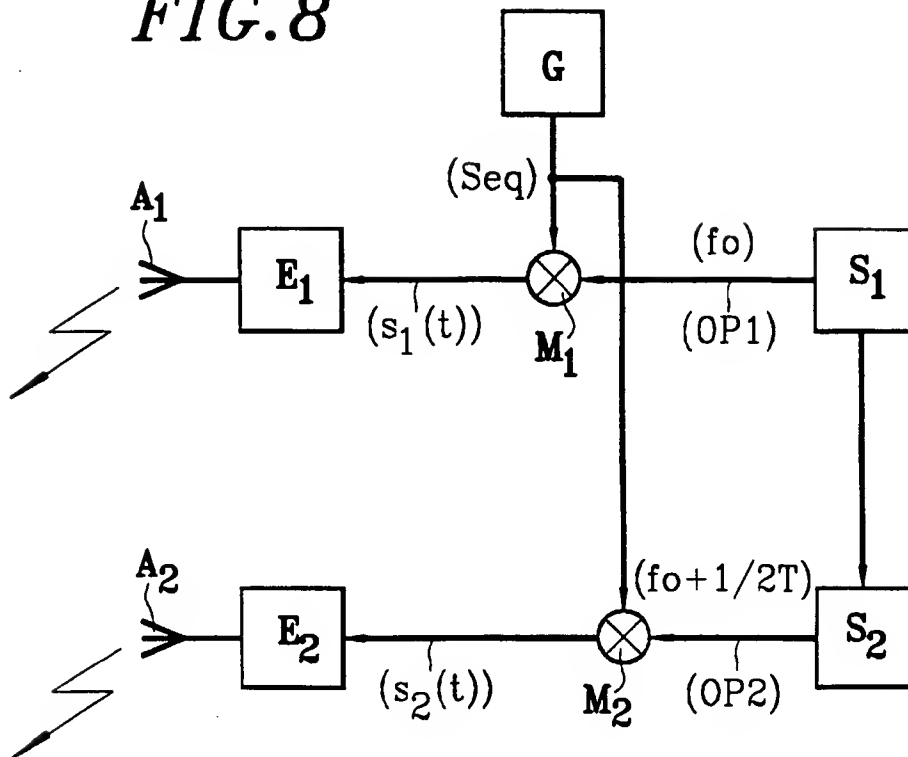 FIG. 8
G
(Seq)
A1
E1
(s1(t))
M1
(fo)
(OP1)
S1
A2
E2
(s2(t))
M2
(fo+1/2T)
(OP2)
S2